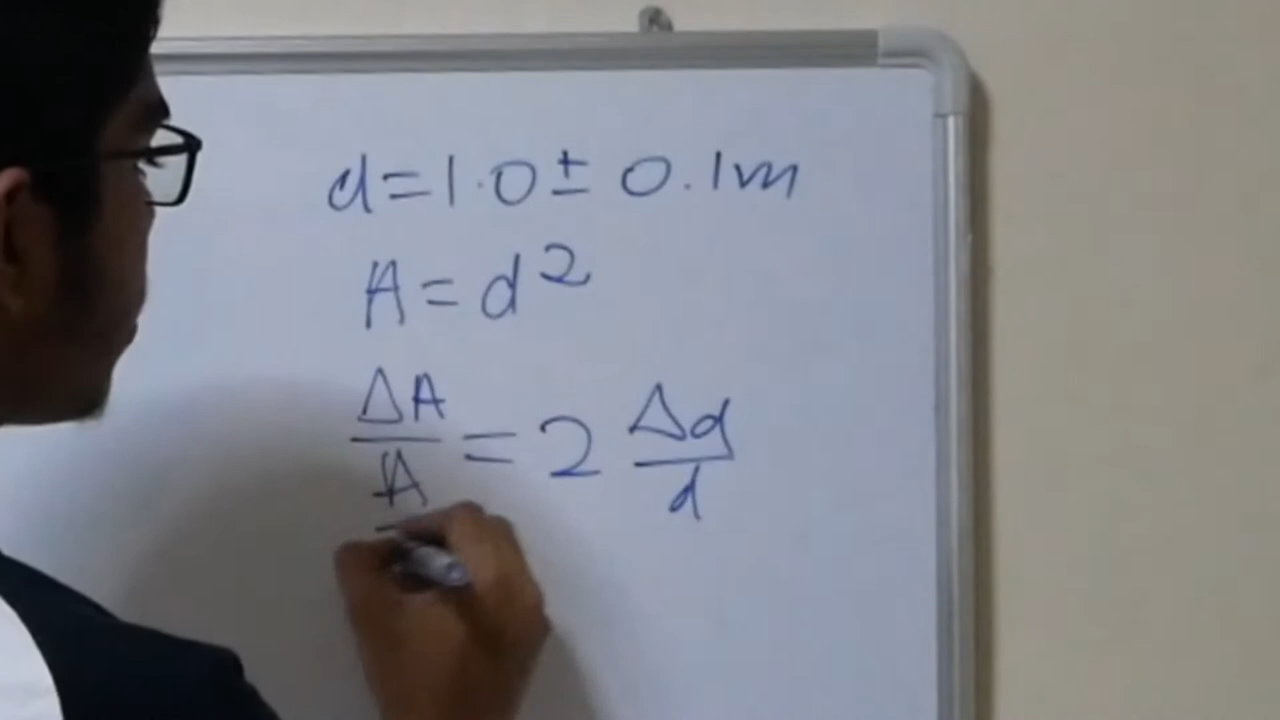 d=1.0± 0.1m
A=d²
ΔA/A = 2 Δd/d